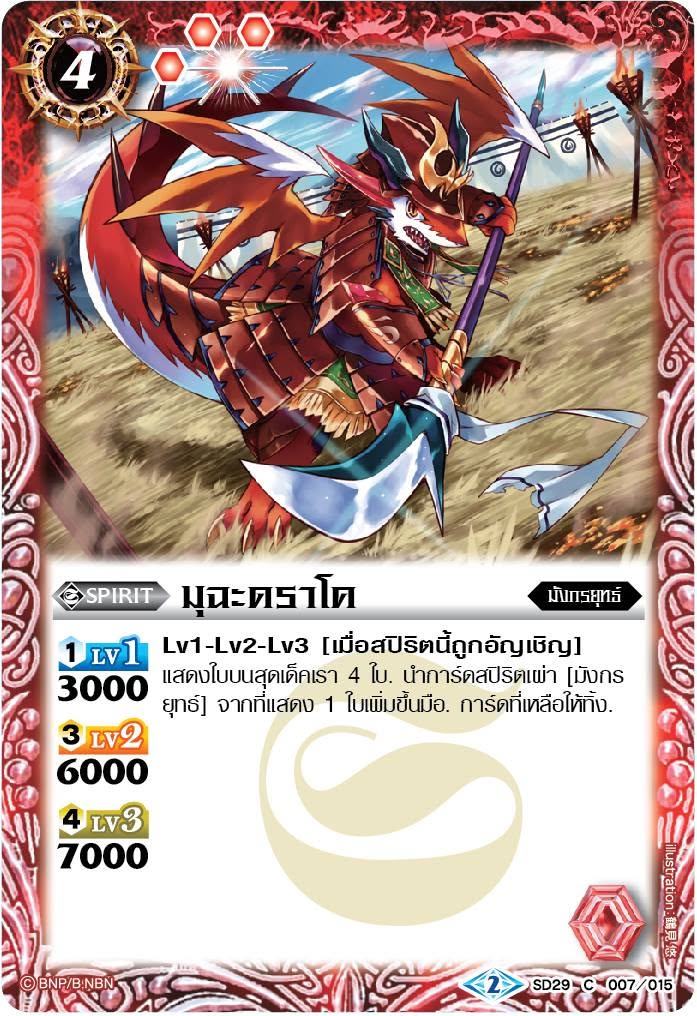 4
SPIRIT
มุฉะดราโด
มังกรยุทธ์
1 LV1
3000
3 LV2
6000
4 LV3
7000
Lv1-Lv2-Lv3 [เมื่อสปิริตนี้ถูกอัญเชิญ]
แสดงใบบนสุดเด็คเรา 4 ใบ. นำการ์ดสปิริตเผ่า [มังกร
ยุทธ์] จากที่แสดง 1 ใบเพิ่มขึ้นมือ. การ์ดที่เหลือให้ทิ้ง.
illustration:鶴見 悠
©BNP/B,NBN
2
SD29 C 007/015